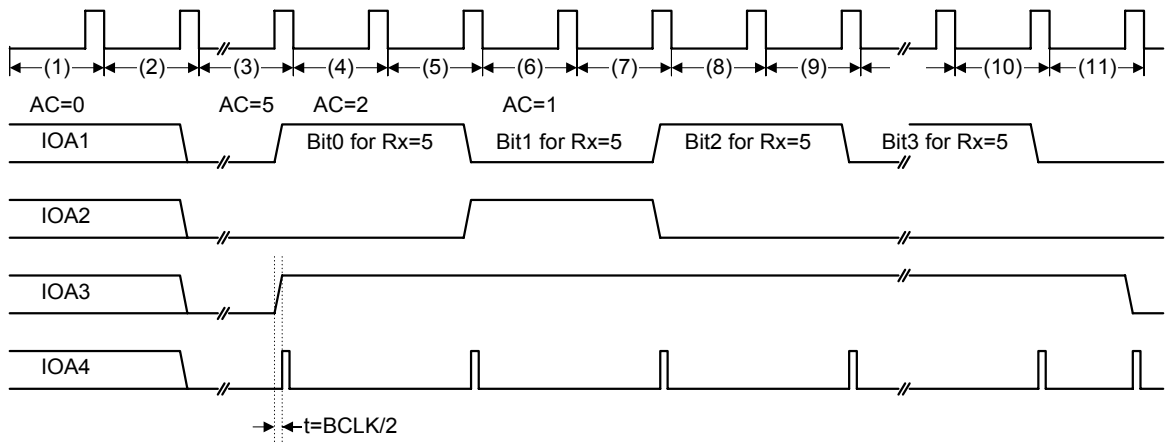 (1) (2) (3) (4) (5) (6) (7) (8) (9) (10) (11)
AC=0 AC=5 AC=2 AC=1
IOA1 Bit0 for Rx=5 Bit1 for Rx=5 Bit2 for Rx=5 Bit3 for Rx=5
IOA2
IOA3
IOA4
t=BCLK/2